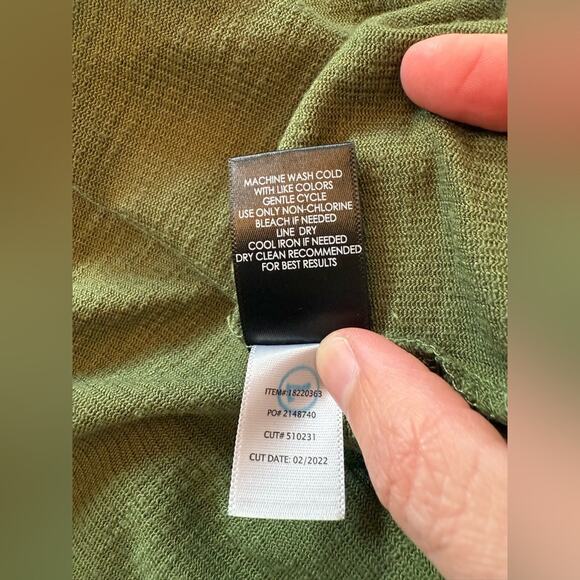 MACHINE WASH COLD
WITH LIKE COLORS
GENTLE CYCLE
USE ONLY NON-CHLORINE
BLEACH IF NEEDED
LINE DRY
COOL IRON IF NEEDED
DRY CLEAN RECOMMENDED
FOR BEST RESULTS
ITEM#:18220363
PO# 2148740
CUT# 510231
CUT DATE: 02/2022